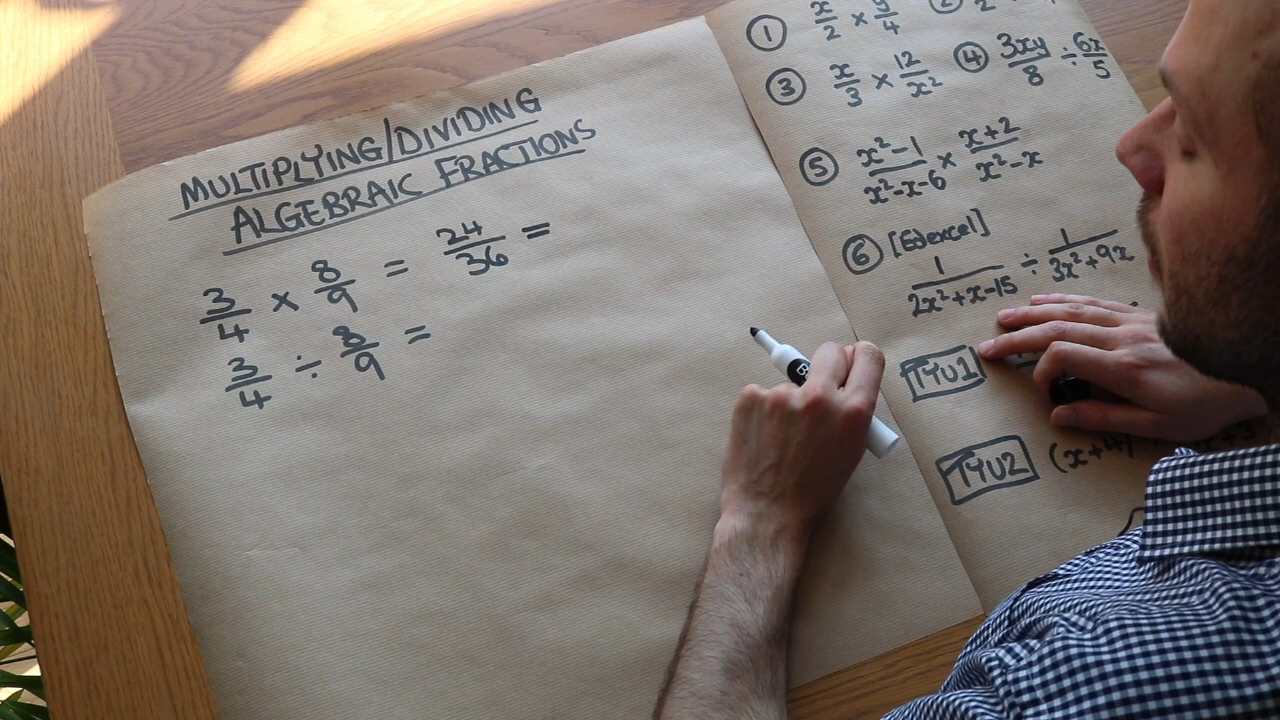 MULTIPLYING/DIVIDING
ALGEBRAIC FRACTIONS
3/4 × 8/9 = 24/36 =
3/4 ÷ 8/9 =
① x/2 × y/4 ②
③ x/3 × 12/x² ④ 3xy/8 ÷ 6x/5
⑤ x²-1/x²-x-6 × x+2/x²-x
⑥ [Edexcel]
1/2x²+x-15 ÷ 1/3x²+9x
TYU1
TYU2 (x+4)